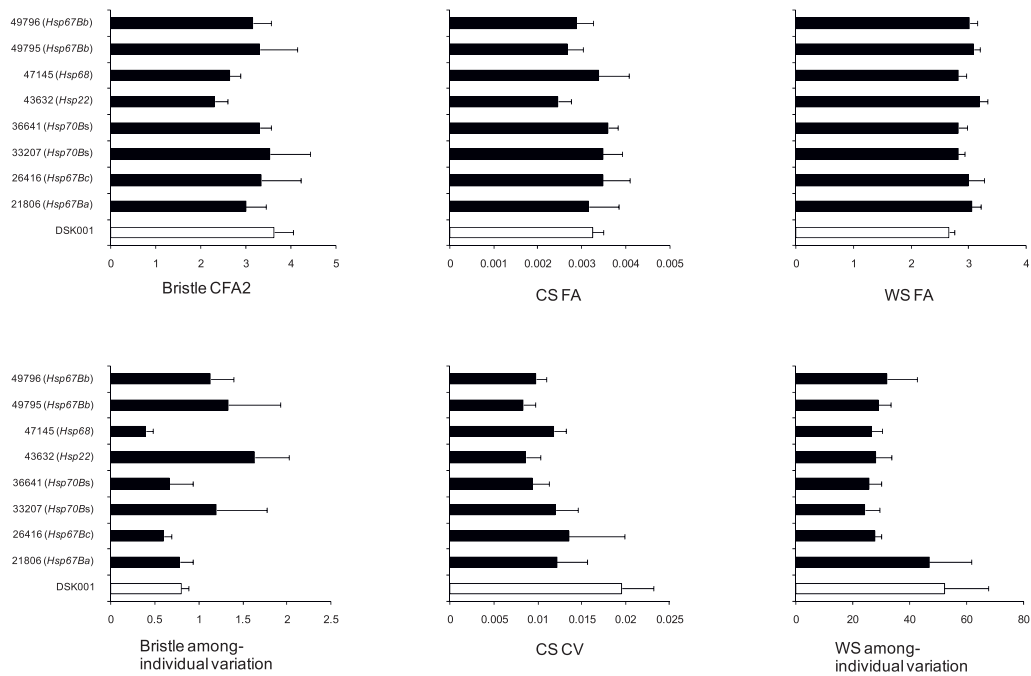 49796 (Hsp67Bb)
49795 (Hsp67Bb)
47145 (Hsp68)
43632 (Hsp22)
36641 (Hsp70Bs)
33207 (Hsp70Bs)
26416 (Hsp67Bc)
21806 (Hsp67Ba)
DSK001
0 1 2 3 4 5
Bristle CFA2
0 0.001 0.002 0.003 0.004 0.005
CS FA
0 1 2 3 4
WS FA
49796 (Hsp67Bb)
49795 (Hsp67Bb)
47145 (Hsp68)
43632 (Hsp22)
36641 (Hsp70Bs)
33207 (Hsp70Bs)
26416 (Hsp67Bc)
21806 (Hsp67Ba)
DSK001
0 0.5 1 1.5 2 2.5
Bristle among-
individual variation
0 0.005 0.01 0.015 0.02 0.025
CS CV
0 20 40 60 80
WS among-
individual variation